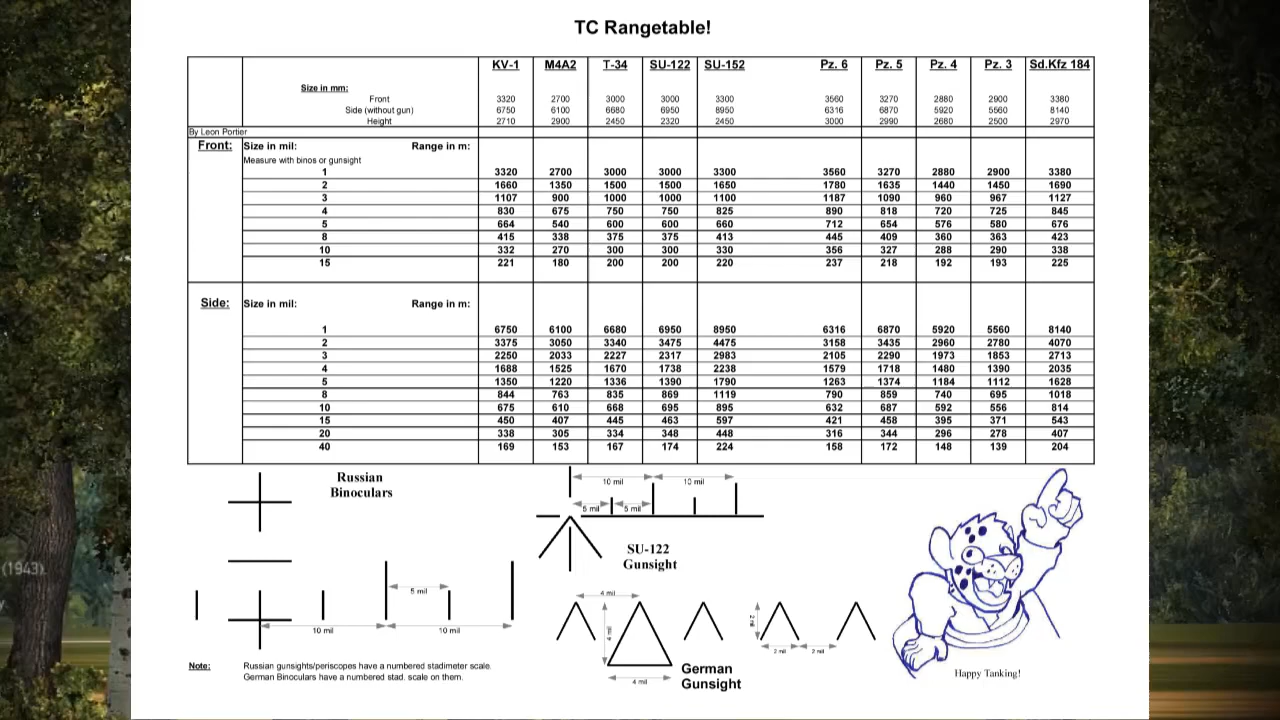 TC Rangetable!
KV-1 M4A2 T-34 SU-122 SU-152 Pz. 6 Pz. 5 Pz. 4 Pz. 3 Sd.Kfz 184
Size in mm:
Front 3320 2700 3000 3000 3300 3560 3270 2880 2900 3380
Side (without gun) 6750 6100 6680 6950 8950 6316 6870 5920 5560 8140
Height 2710 2900 2450 2320 2450 3000 2990 2680 2500 2970
By Leon Portier
Front: Size in mil: Range in m:
Measure with binos or gunsight
1 3320 2700 3000 3000 3300 3560 3270 2880 2900 3380
2 1660 1350 1500 1500 1650 1780 1635 1440 1450 1690
3 1107 900 1000 1000 1100 1187 1090 960 967 1127
4 830 675 750 750 825 890 818 720 725 845
5 664 540 600 600 660 712 654 576 580 676
8 415 338 375 375 413 445 409 360 363 423
10 332 270 300 300 330 356 327 288 290 338
15 221 180 200 200 220 237 218 192 193 225
Side: Size in mil: Range in m:
1 6750 6100 6680 6950 8950 6316 6870 5920 5560 8140
2 3375 3050 3340 3475 4475 3158 3435 2960 2780 4070
3 2250 2033 2227 2317 2983 2105 2290 1973 1853 2713
4 1688 1525 1670 1738 2238 1579 1718 1480 1390 2035
5 1350 1220 1336 1390 1790 1263 1374 1184 1112 1628
8 844 763 835 869 1119 790 859 740 695 1018
10 675 610 668 695 895 632 687 592 556 814
15 450 407 445 463 597 421 458 395 371 543
20 338 305 334 348 448 316 344 296 278 407
40 169 153 167 174 224 158 172 148 139 204
Russian
Binoculars
5 mil
10 mil 10 mil
10 mil 10 mil
5 mil 5 mil
SU-122
Gunsight
4 mil
4 mil
4 mil
2 mil
2 mil 2 mil
German
Gunsight
Happy Tanking!
(1943).
Note: Russian gunsights/periscopes have a numbered stadimeter scale.
German Binoculars have a numbered stad. scale on them.